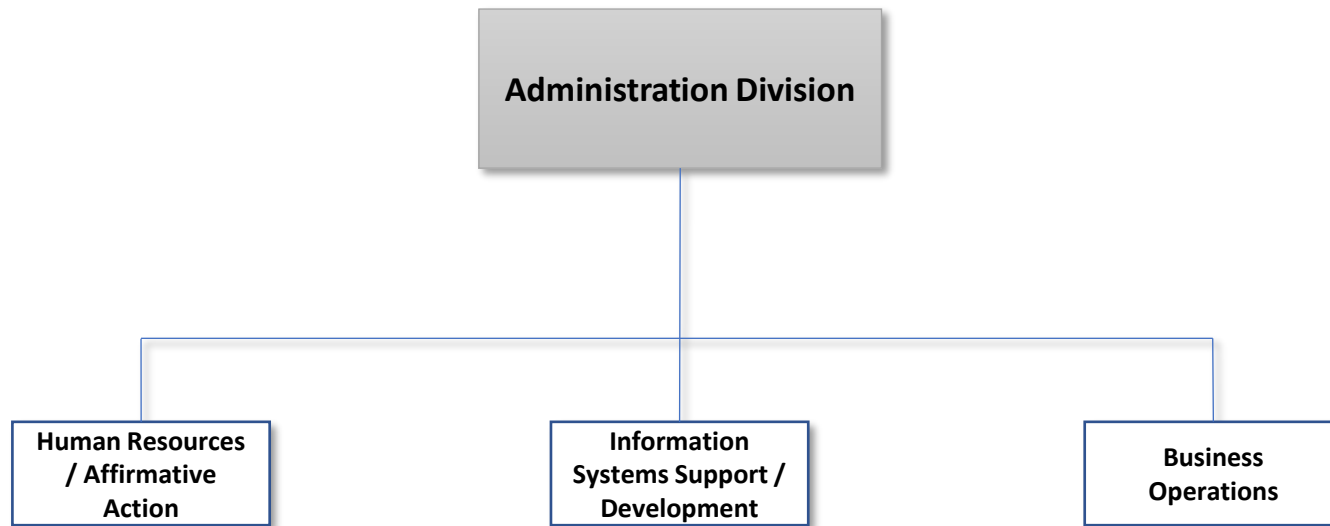 Administration Division
Human Resources
/ Affirmative
Action
Information
Systems Support /
Development
Business
Operations